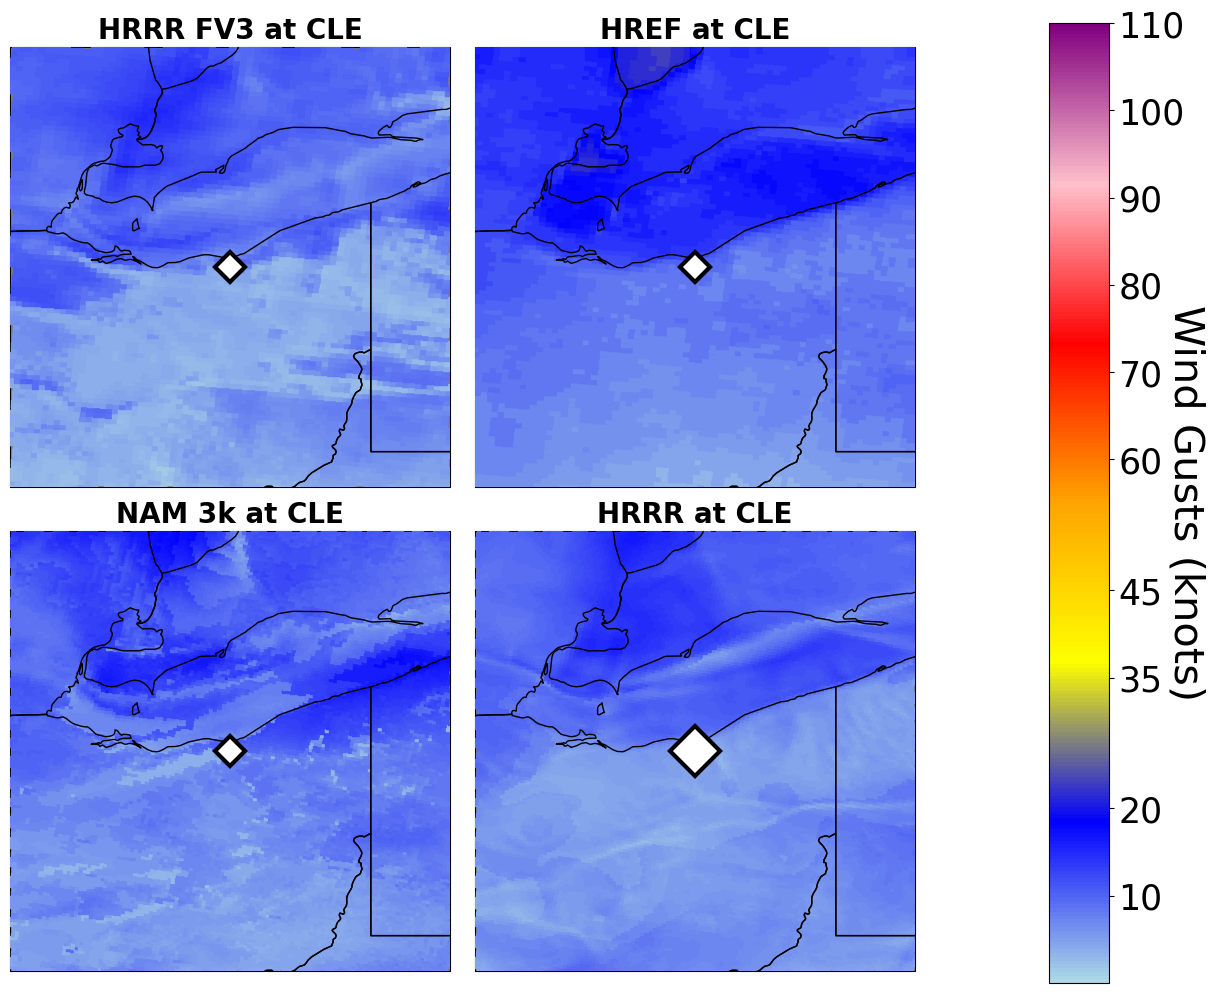 HRRR FV3 at CLE
HREF at CLE
NAM 3k at CLE
HRRR at CLE
110
100
90
80
70
60
45
35
20
10
Wind Gusts (knots)